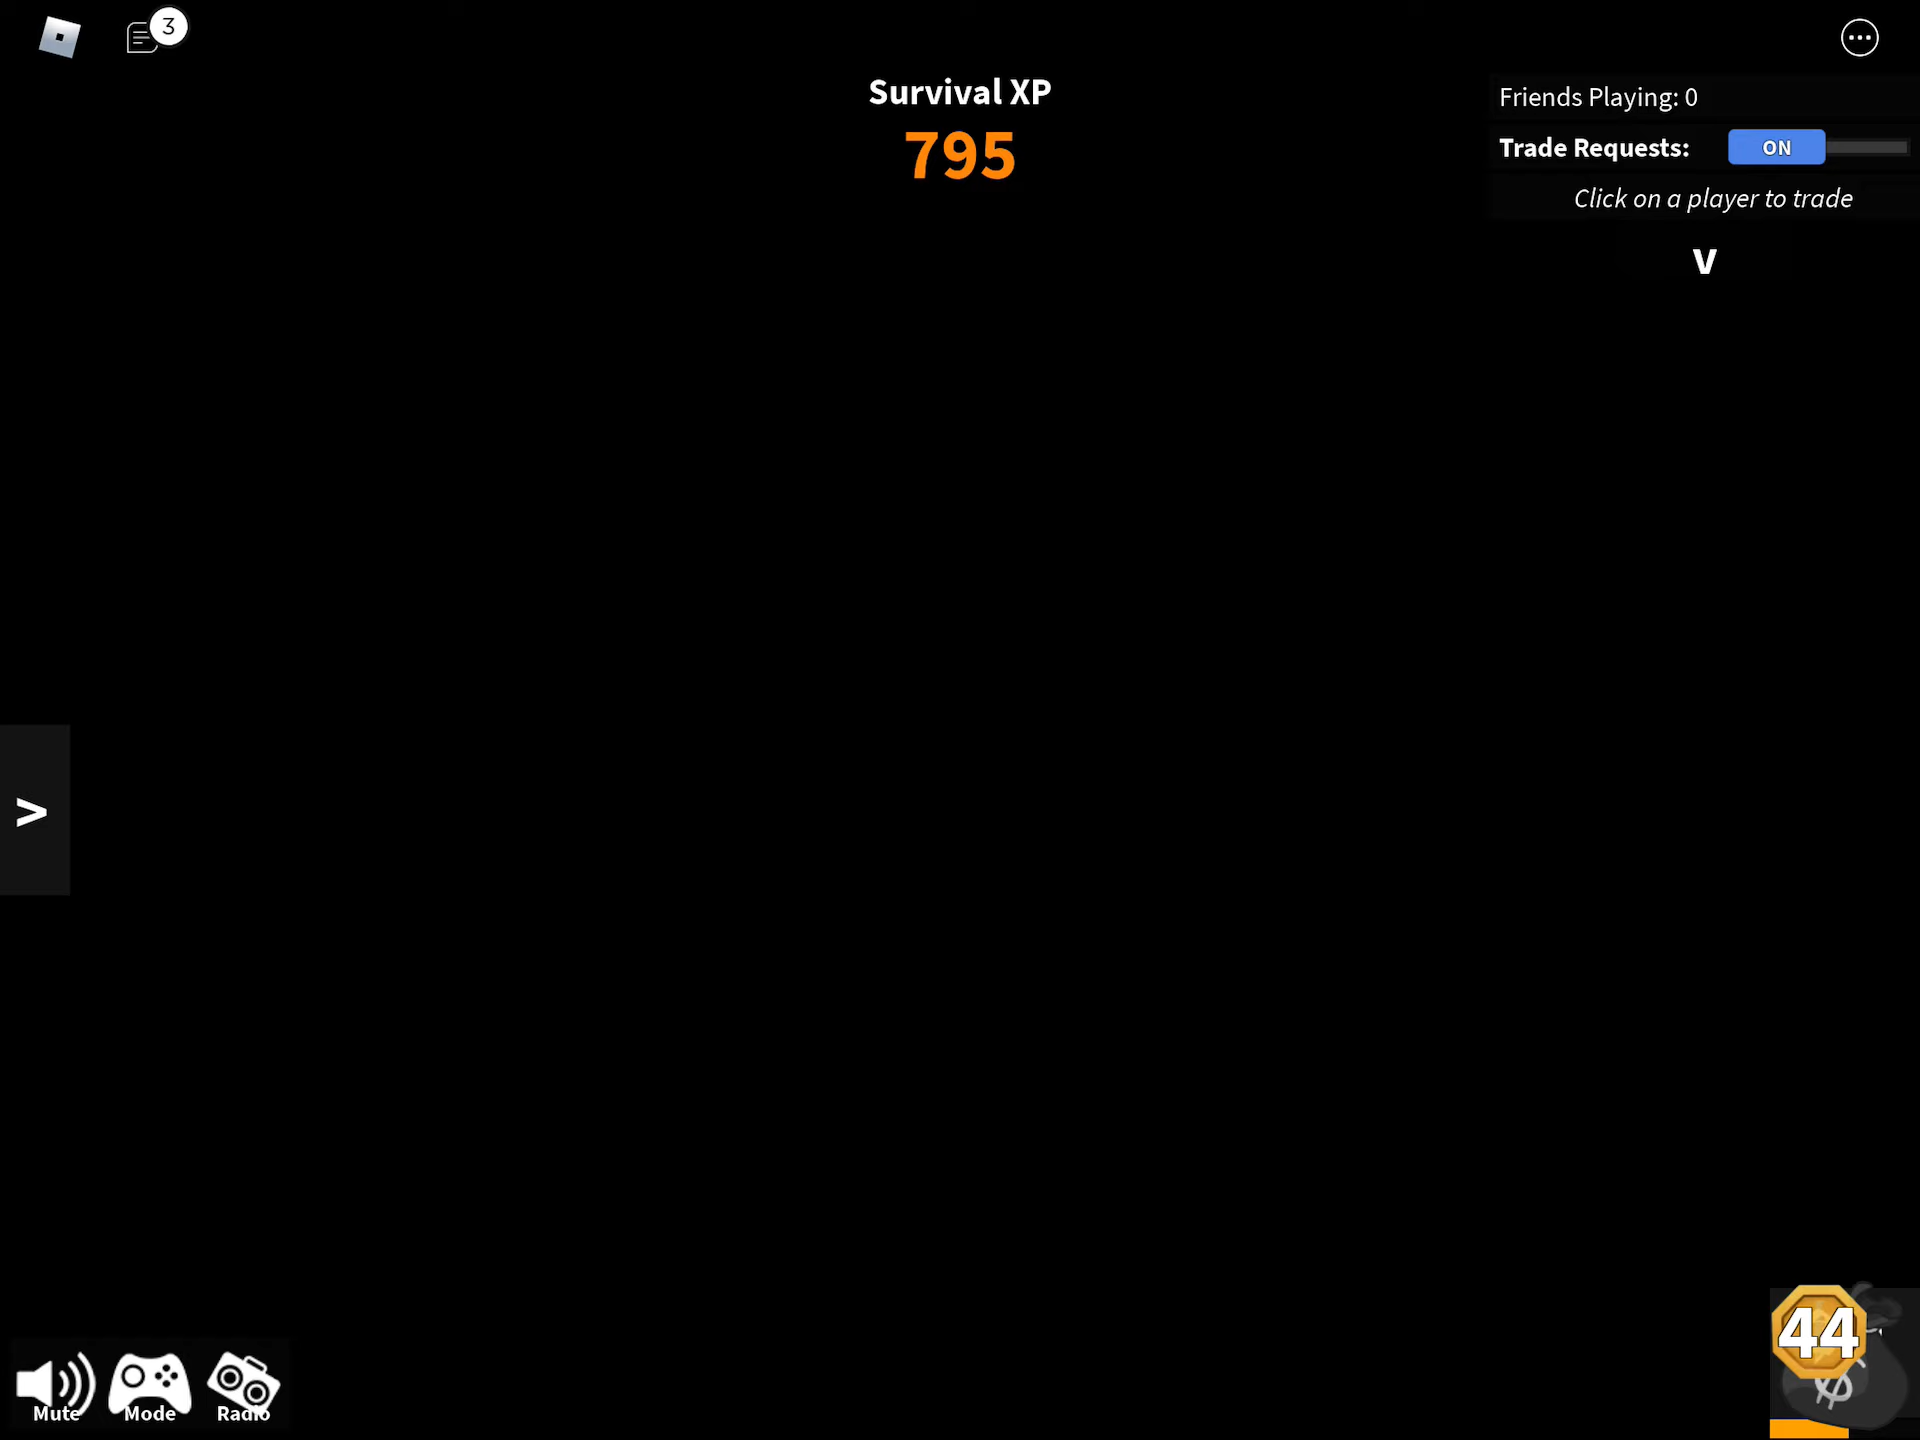 3
Survival XP
795
Friends Playing: 0
Trade Requests: ON
Click on a player to trade
V
>
44
$
Mute Mode Radio